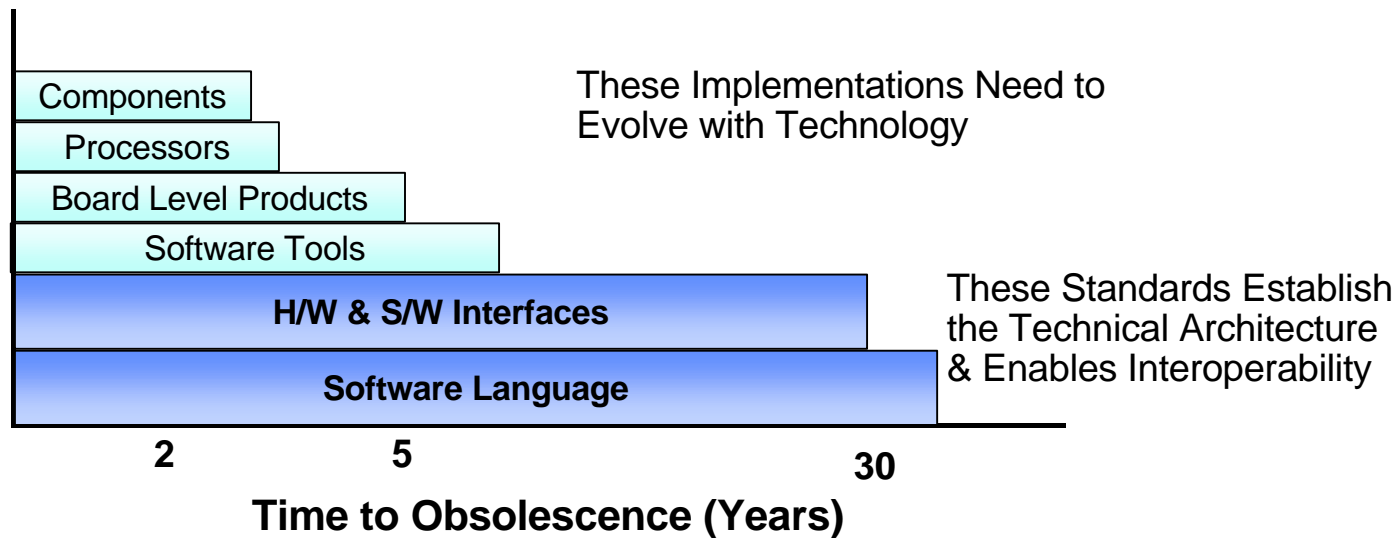 Components
These Implementations Need to
Evolve with Technology
Processors
Board Level Products
Software Tools
H/W & S/W Interfaces
These Standards Establish
the Technical Architecture
& Enables Interoperability
Software Language
2
5
30
Time to Obsolescence (Years)